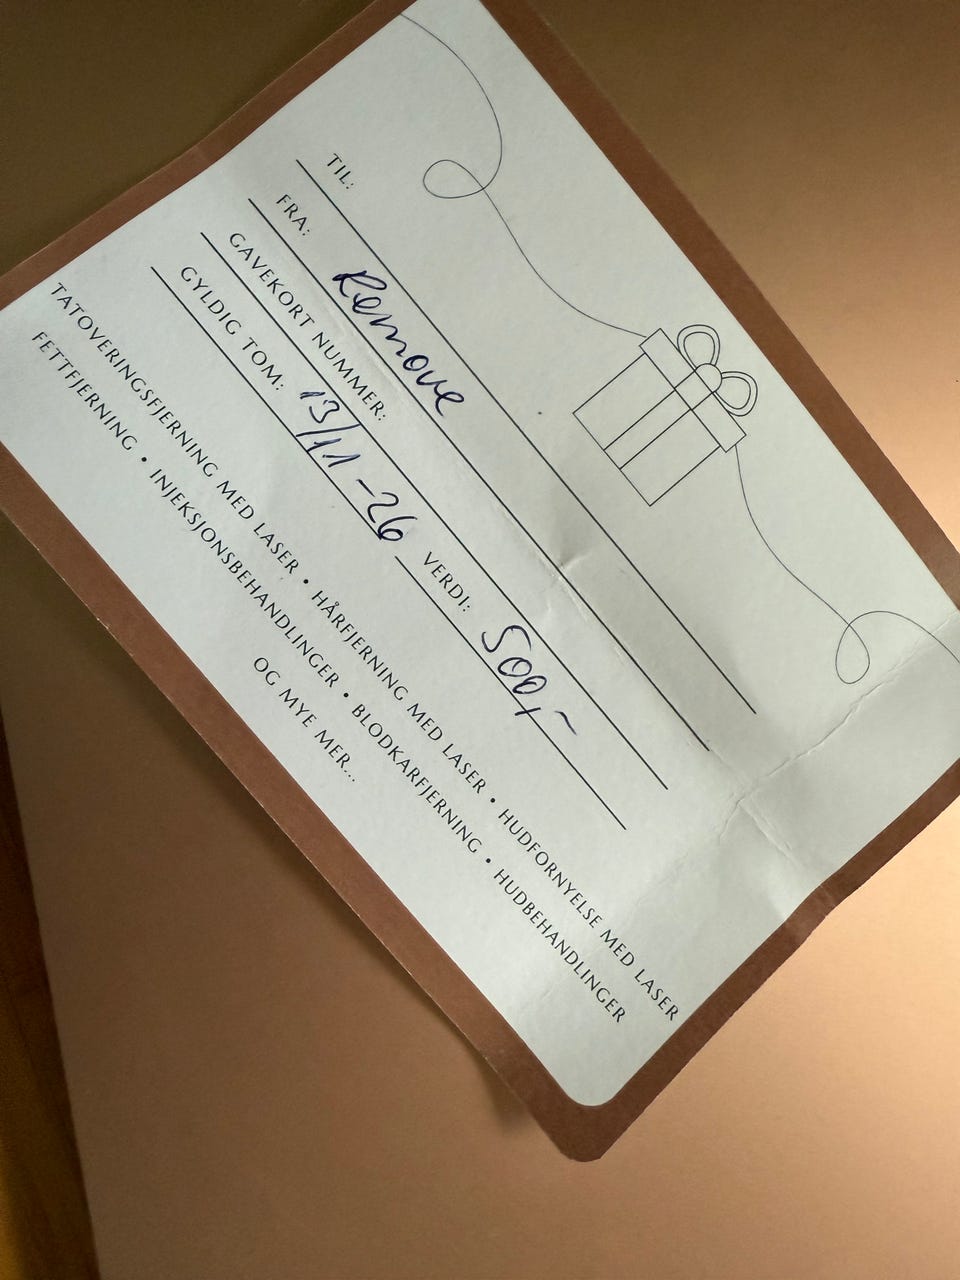 TIL:
FRA: Remove
GAVEKORT NUMMER:
GYLDIG TOM: 13/11-26 VERDI: 500,-
TATOVERINGSFJERNING MED LASER • HÅRFJERNING MED LASER • HUDFORNYELSE MED LASER
FETTFJERNING • INJEKSJONSBEHANDLINGER • BLODKARFJERNING • HUDBEHANDLINGER
OG MYE MER...